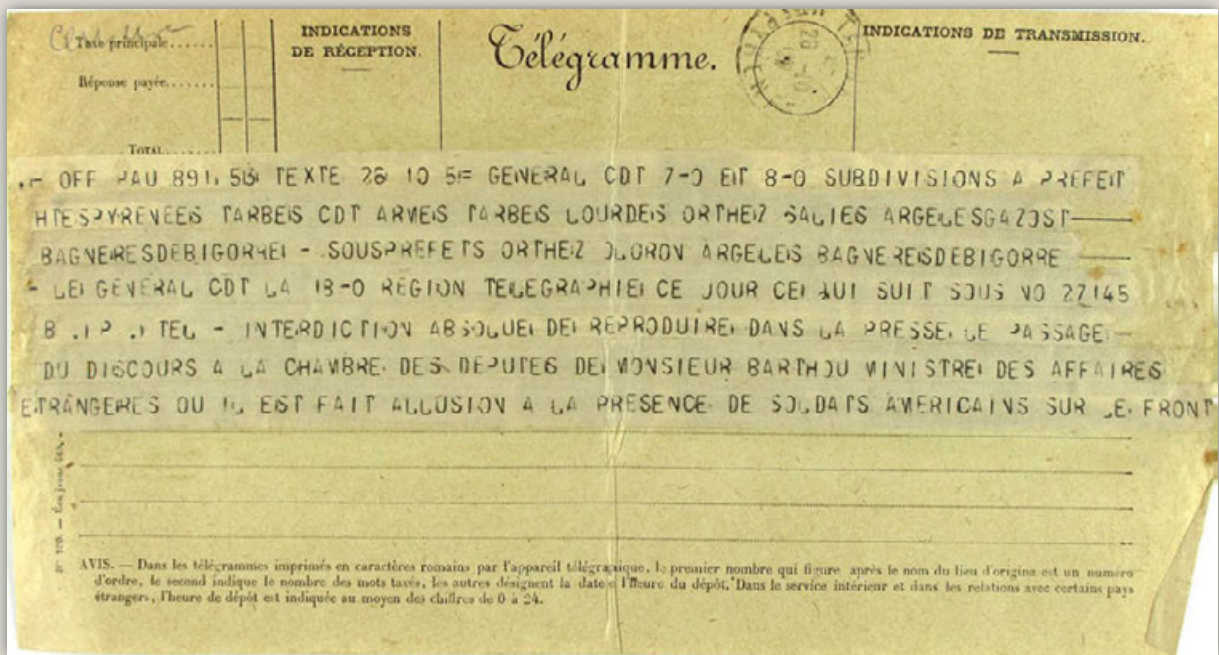 Taxe principale......
Réponse payée.......
TOTAL......
INDICATIONS
DE RÉCEPTION.
Télégramme.
INDICATIONS DE TRANSMISSION.
OFF PAU 891 TEXTE 28 10 5= GENERAL CDT 7-0 ET 8-0 SUBDIVISIONS A PREFET
HTESPYRENEES TARBES CDT ARMES TARBES LOURDES ORTHEZ SALIES ARGELESGAZOST
BAGNERESDEBIGORRE - SOUSPREFETS ORTHEZ OLORON ARGELES BAGNERESDEBIGORRE
- LE GENERAL CDT LA 18-0 REGION TELEGRAPHIE CE JOUR CE QUI SUIT SOUS NO 27145
B .I P .I TEL - INTERDICTION ABSOLUE DE REPRODUIRE DANS LA PRESSE LE PASSAGE
DU DISCOURS A LA CHAMBRE DES DEPUTES DE MONSIEUR BARTHOU MINISTRE DES AFFAIRES
ETRANGERES OU IL EST FAIT ALLUSION A LA PRESENCE DE SOLDATS AMERICAINS SUR LE FRONT
AVIS. — Dans les télégrammes imprimés en caractères romains par l'appareil télégraphique, le premier nombre qui figure après le nom du lieu d'origine est un numéro
d'ordre, le second indique le nombre des mots taxés, les autres désignent la date et l'heure du dépôt. Dans le service intérieur et dans les relations avec certains pays
étrangers, l'heure de dépôt est indiquée au moyen des chiffres de 0 à 24.